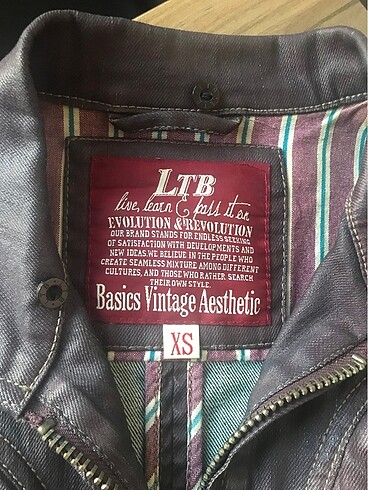 LTB
live, learn & pass it on
EVOLUTION & REVOLUTION
OUR BRAND STANDS FOR ENDLESS SEEKING
OF SATISFACTION WITH DEVELOPMENTS AND
NEW IDEAS.WE BELIEVE IN THE PEOPLE WHO
CREATE SEAMLESS MIXTURE AMONG DIFFERENT
CULTURES, AND THOSE WHO RATHER SEARCH
THEIR OWN STYLE.
Basics Vintage Aesthetic
XS